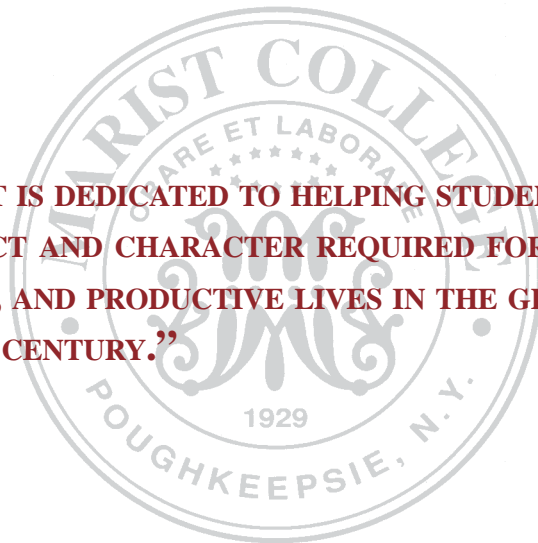 MARIST COLLEGE
ORARE ET LABORARE
T IS DEDICATED TO HELPING STUDE
CT AND CHARACTER REQUIRED FOR
, AND PRODUCTIVE LIVES IN THE G
CENTURY.”
1929
POUGHKEEPSIE, N.Y.